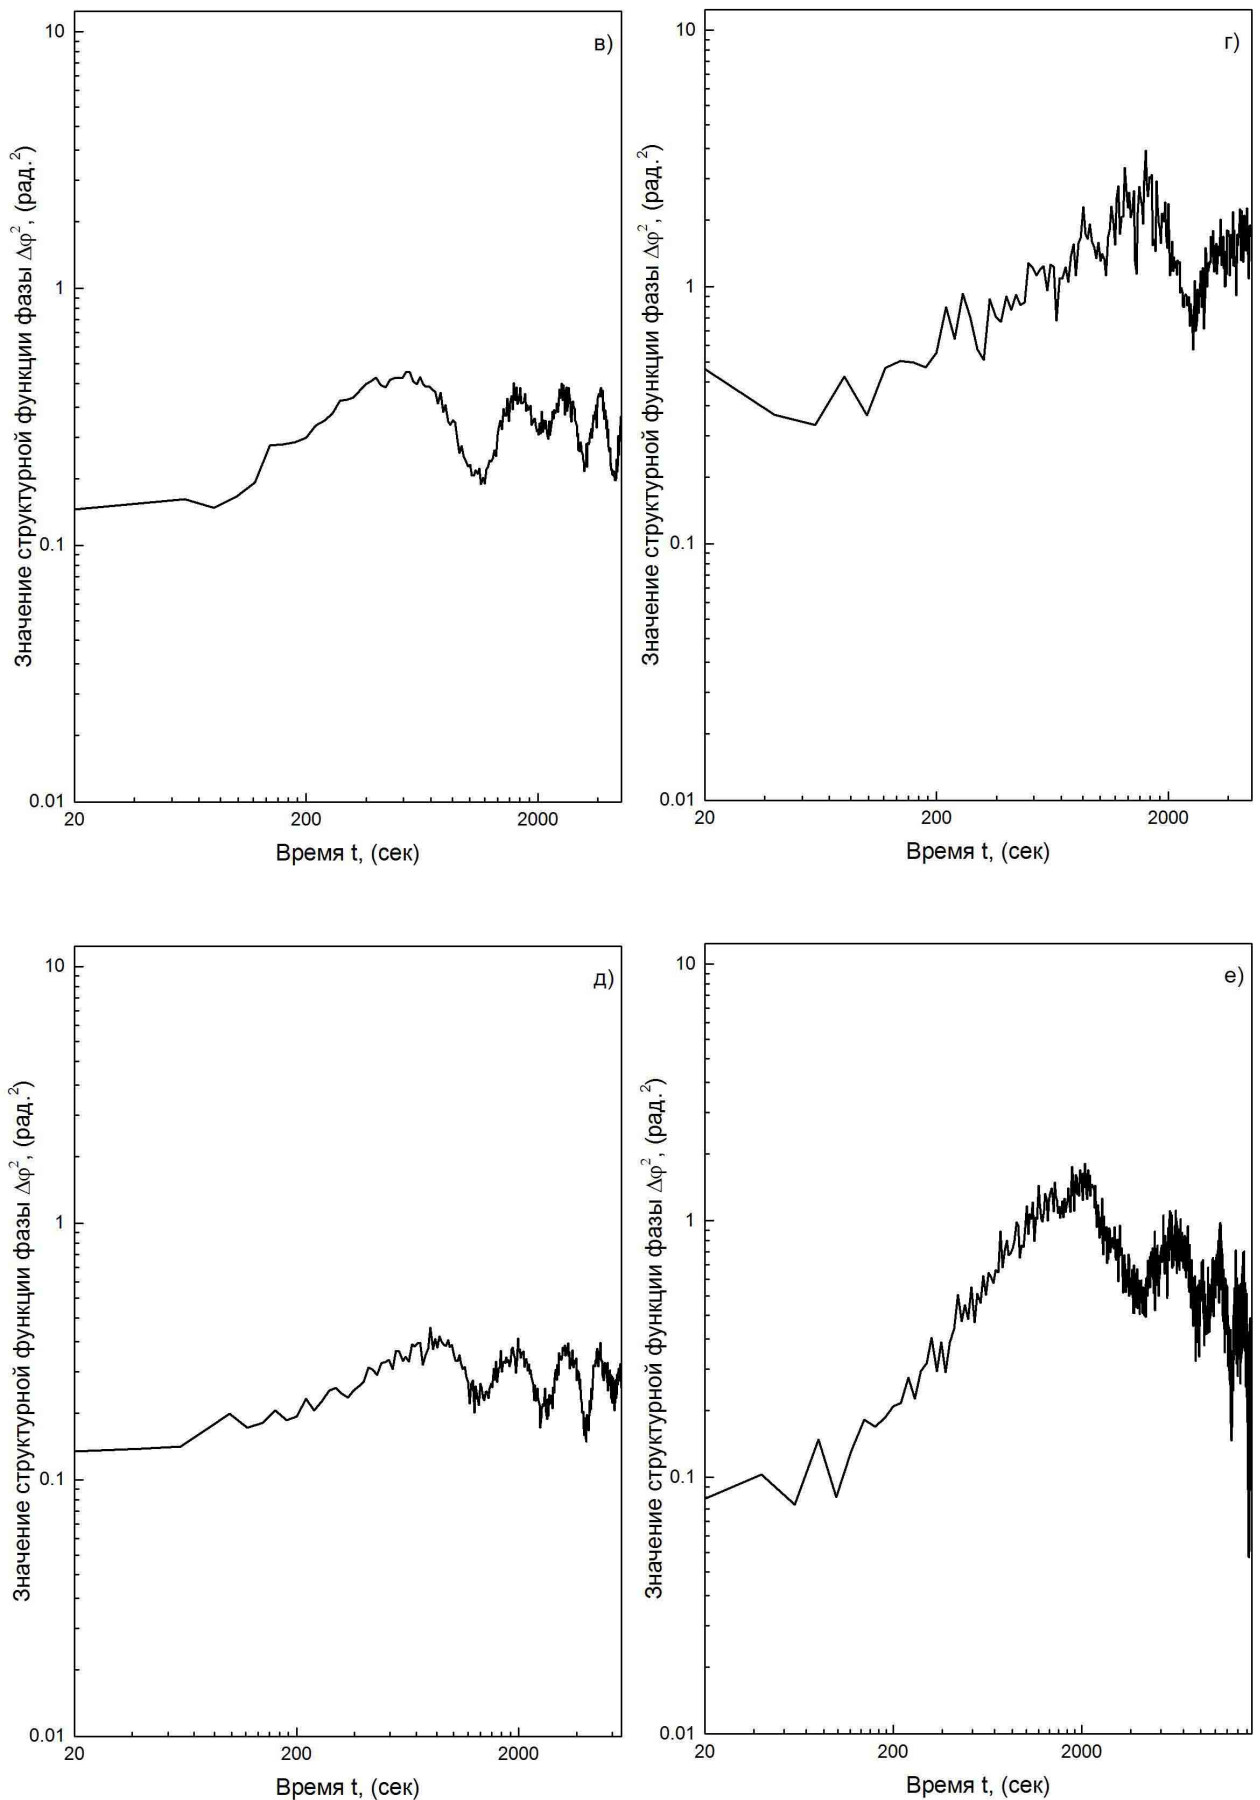 в)
10
1
0.1
0.01
20
200
2000
Значение структурной функции фазы Δφ², (рад.²)
Время t, (сек)
г)
10
1
0.1
0.01
20
200
2000
Значение структурной функции фазы Δφ², (рад.²)
Время t, (сек)
д)
10
1
0.1
0.01
20
200
2000
Значение структурной функции фазы Δφ², (рад.²)
Время t, (сек)
е)
10
1
0.1
0.01
20
200
2000
Значение структурной функции фазы Δφ², (рад.²)
Время t, (сек)